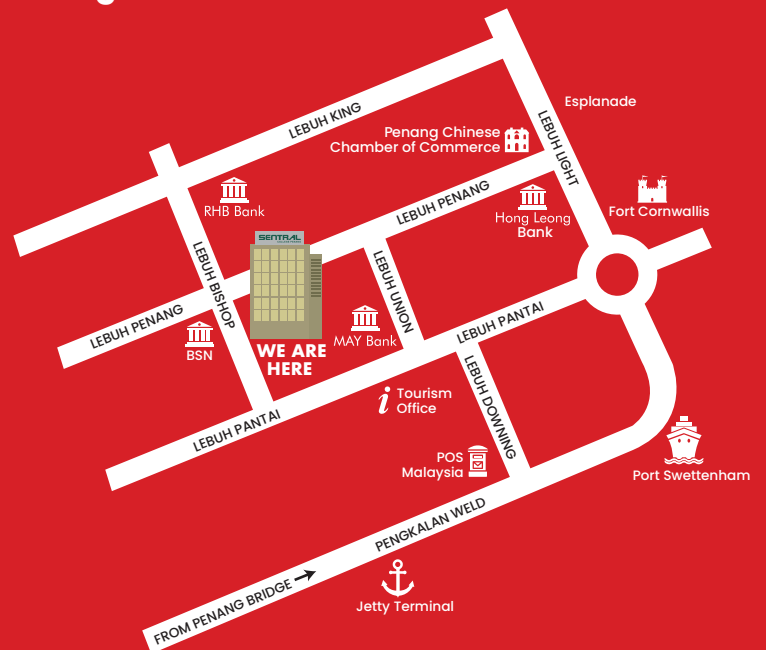 Esplanade
LEBUH KING
LEBUH LIGHT
Penang Chinese
Chamber of Commerce
LEBUH PENANG
RHB Bank
Hong Leong
Bank
Fort Cornwallis
SENTRAL
LEBUH BISHOP
LEBUH UNION
LEBUH PENANG
BSN
MAY Bank
LEBUH PANTAI
WE ARE
HERE
Tourism
Office
LEBUH DOWNING
LEBUH PANTAI
POS
Malaysia
Port Swettenham
PENGKALAN WELD
FROM PENANG BRIDGE
Jetty Terminal